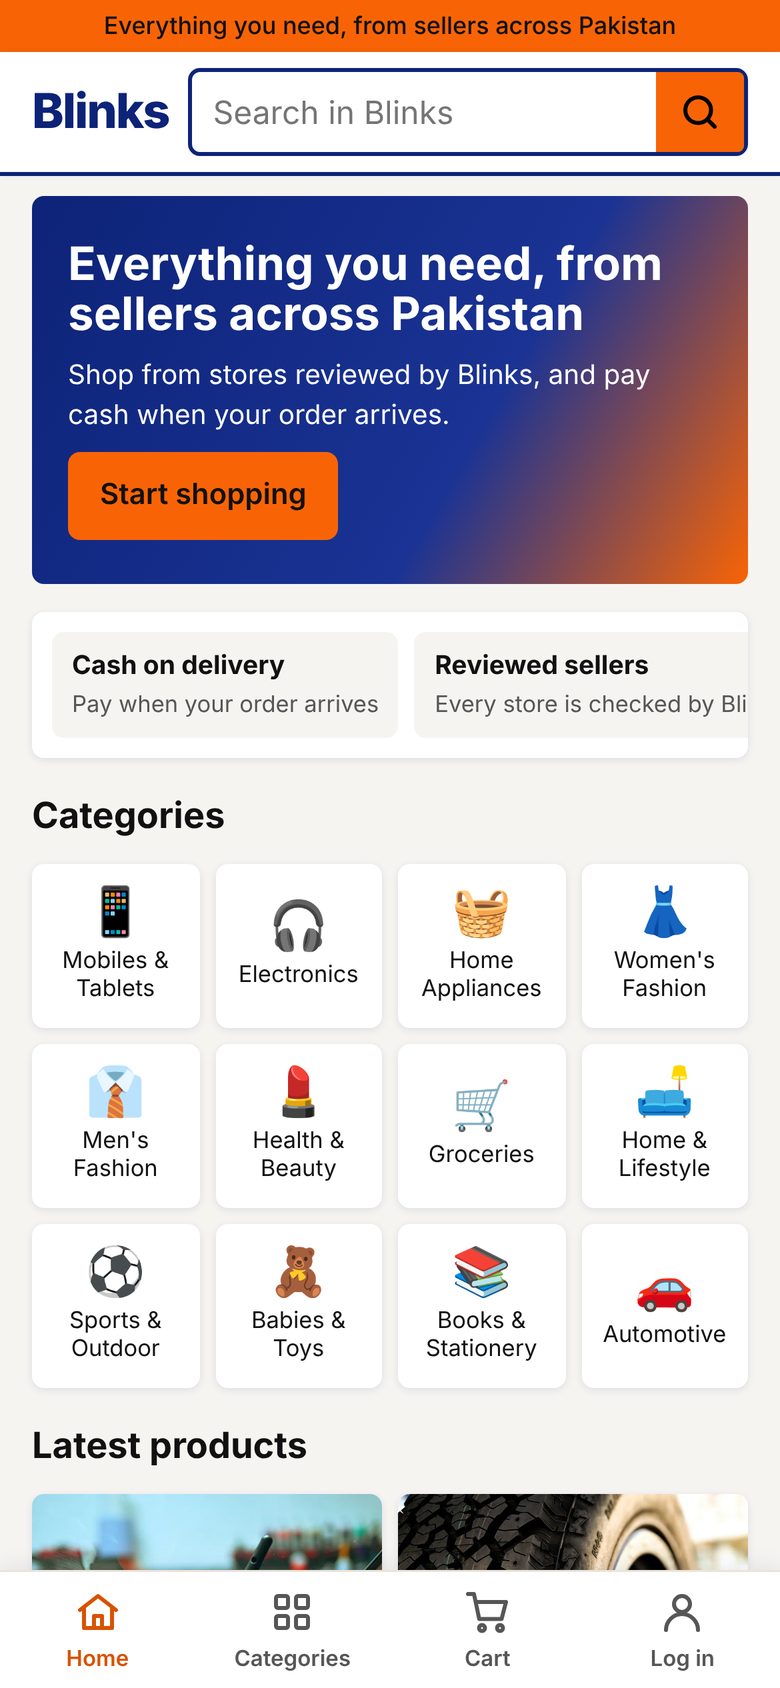 Everything you need, from sellers across Pakistan
Blinks
Search in Blinks
Everything you need, from
sellers across Pakistan
Shop from stores reviewed by Blinks, and pay
cash when your order arrives.
Start shopping
Cash on delivery
Pay when your order arrives
Reviewed sellers
Every store is checked by Bli
Categories
Mobiles &
Tablets
Electronics
Home
Appliances
Women's
Fashion
Men's
Fashion
Health &
Beauty
Groceries
Home &
Lifestyle
Sports &
Outdoor
Babies &
Toys
Books &
Stationery
Automotive
Latest products
Home
Categories
Cart
Log in